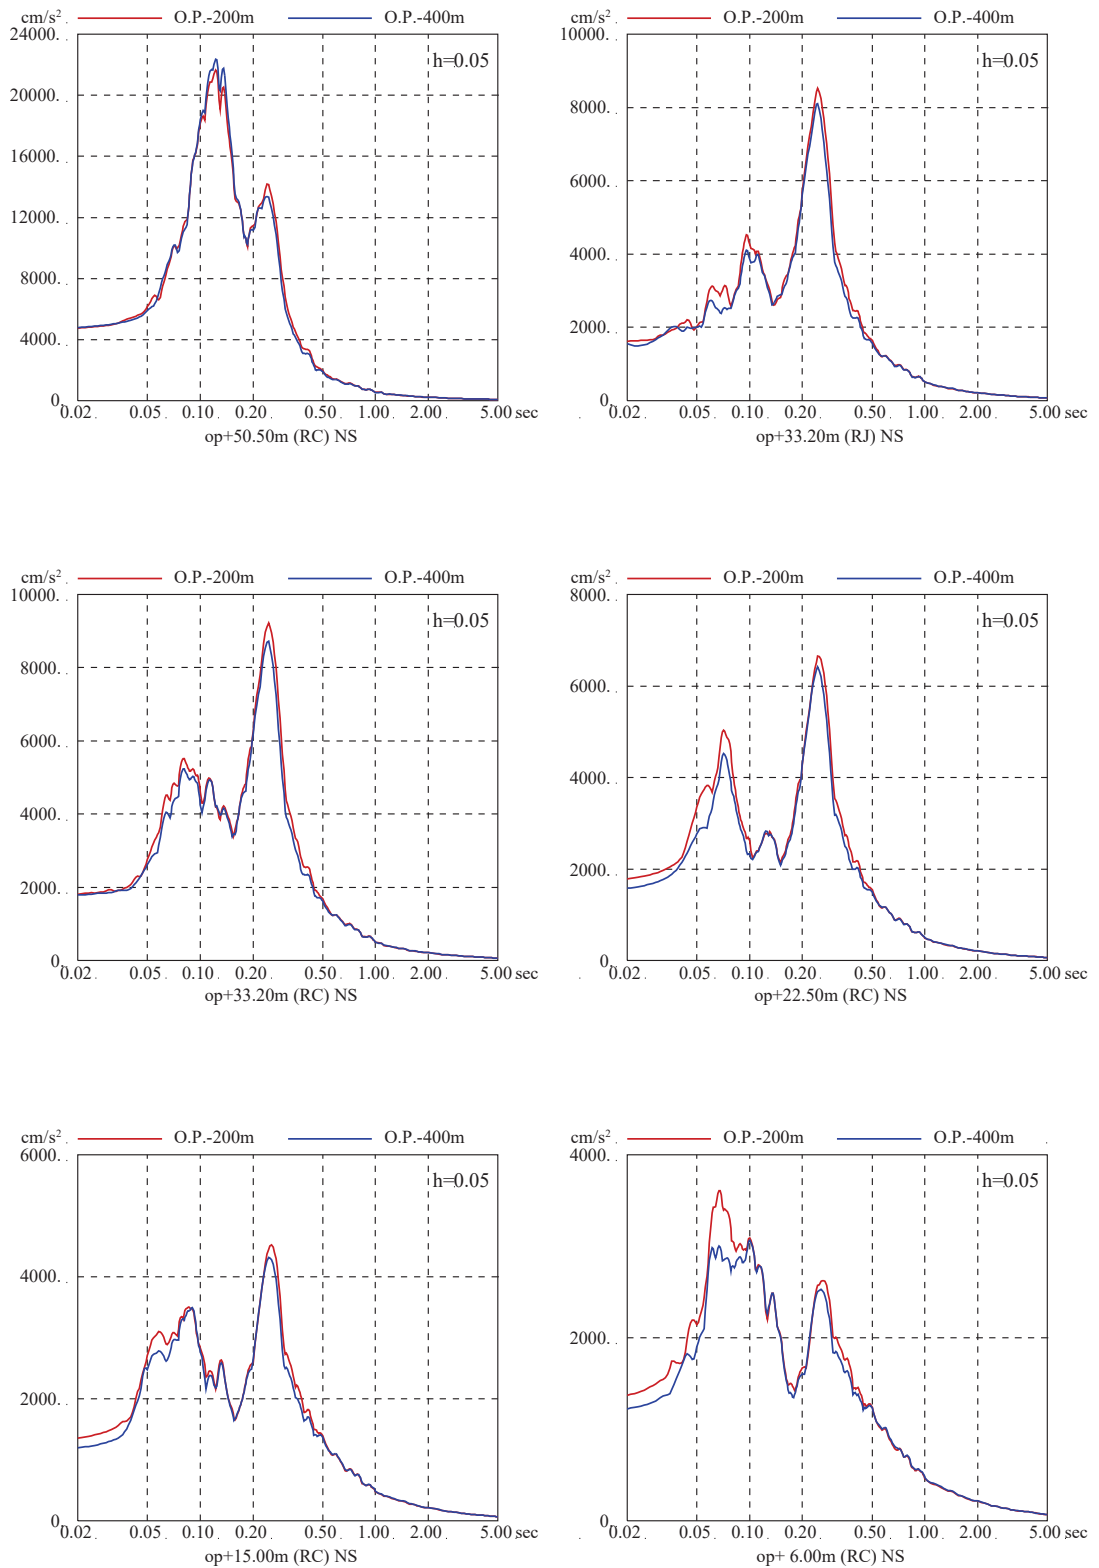 cm/s² O.P.-200m O.P.-400m
24000.
h=0.05
20000.
16000.
12000.
8000.
4000.
0.
0.02 0.05 0.10 0.20 0.50 1.00 2.00 5.00 sec
op+50.50m (RC) NS
cm/s² O.P.-200m O.P.-400m
10000.
h=0.05
8000.
6000.
4000.
2000.
0.
0.02 0.05 0.10 0.20 0.50 1.00 2.00 5.00 sec
op+33.20m (RJ) NS
cm/s² O.P.-200m O.P.-400m
10000.
h=0.05
8000.
6000.
4000.
2000.
0.
0.02 0.05 0.10 0.20 0.50 1.00 2.00 5.00 sec
op+33.20m (RC) NS
cm/s² O.P.-200m O.P.-400m
8000.
h=0.05
6000.
4000.
2000.
0.
0.02 0.05 0.10 0.20 0.50 1.00 2.00 5.00 sec
op+22.50m (RC) NS
cm/s² O.P.-200m O.P.-400m
6000.
h=0.05
4000.
2000.
0.
0.02 0.05 0.10 0.20 0.50 1.00 2.00 5.00 sec
op+15.00m (RC) NS
cm/s² O.P.-200m O.P.-400m
4000.
h=0.05
2000.
0.
0.02 0.05 0.10 0.20 0.50 1.00 2.00 5.00 sec
op+ 6.00m (RC) NS